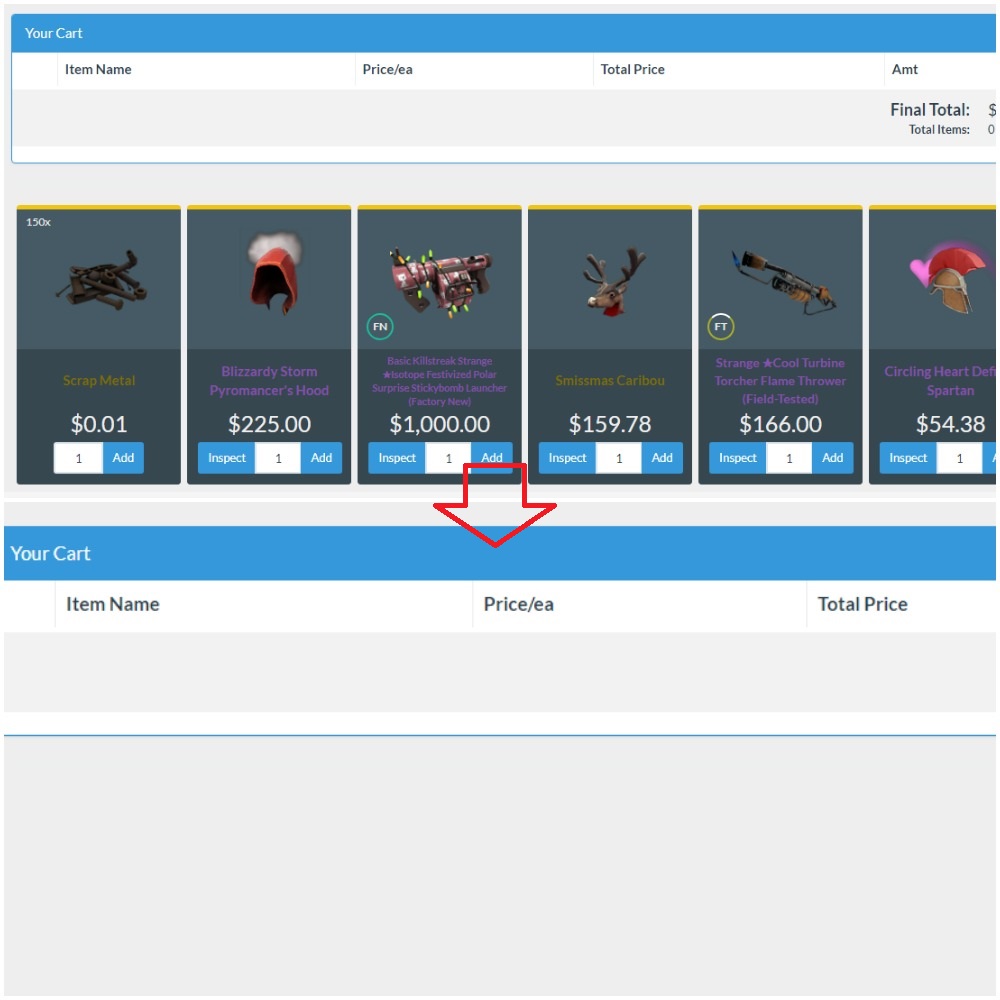 Your Cart
Item Name Price/ea Total Price Amt
Final Total: $
Total Items: 0
150x
FN
FT
Scrap Metal
$0.01
1 Add
Blizzardy Storm
Pyromancer's Hood
$225.00
Inspect 1 Add
Basic Killstreak Strange
★Isotope Festivized Polar
Surprise Stickybomb Launcher
(Factory New)
$1,000.00
Inspect 1 Add
Smissmas Caribou
$159.78
Inspect 1 Add
Strange ★Cool Turbine
Torcher Flame Thrower
(Field-Tested)
$166.00
Inspect 1 Add
Circling Heart Def
Spartan
$54.38
Inspect 1
Your Cart
Item Name Price/ea Total Price